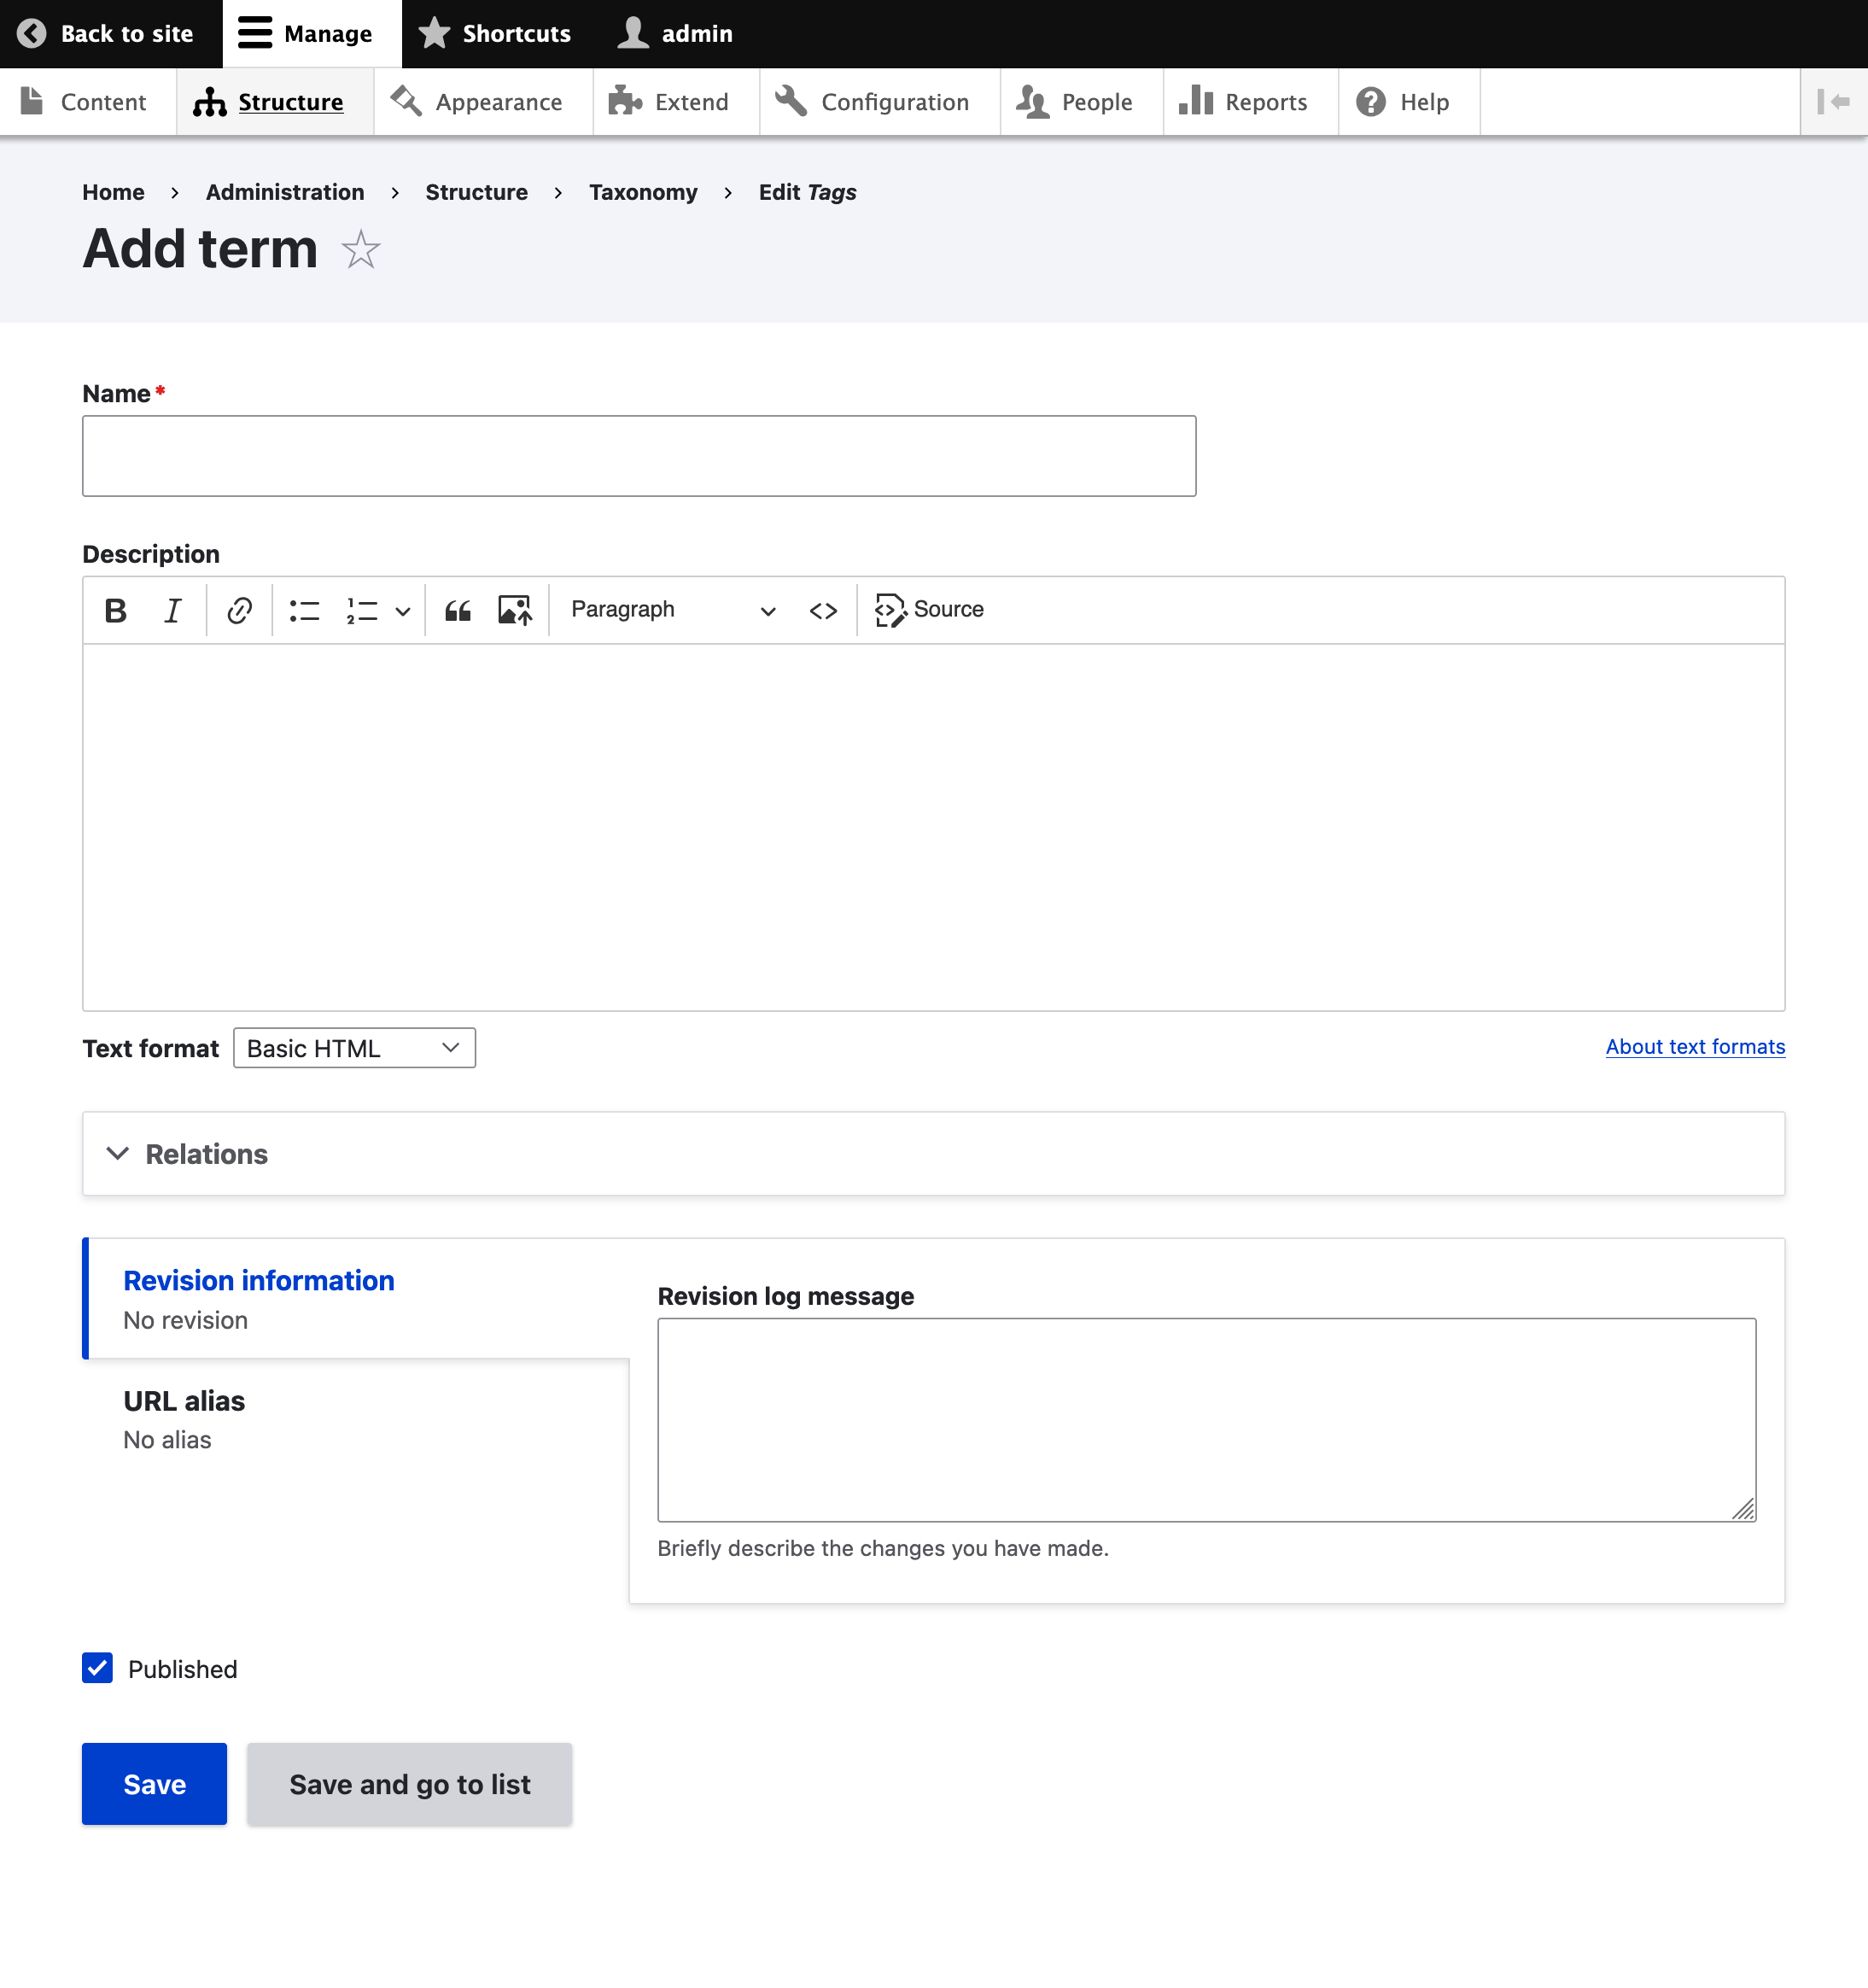 Back to site
Manage
Shortcuts
admin
Content
Structure
Appearance
Extend
Configuration
People
Reports
Help
Home › Administration › Structure › Taxonomy › Edit Tags
Add term
Name*
Description
Paragraph
Source
Text format
Basic HTML
About text formats
Relations
Revision information
No revision
URL alias
No alias
Revision log message
Briefly describe the changes you have made.
Published
Save
Save and go to list